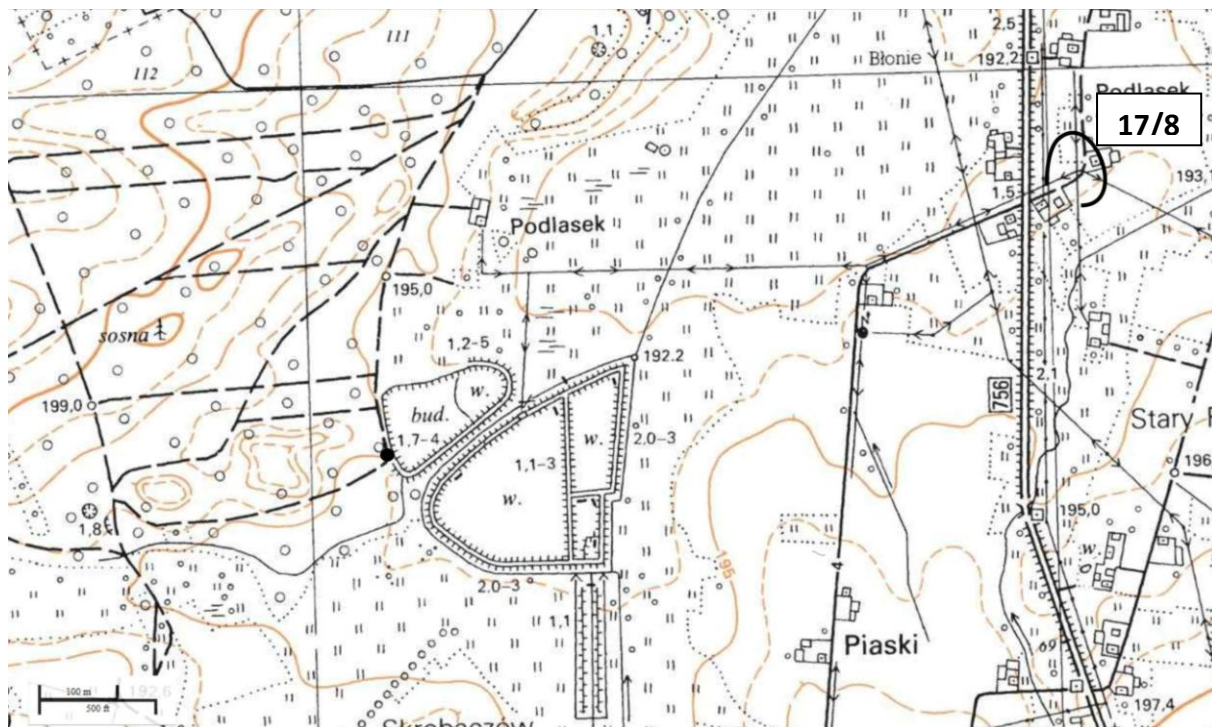 111
112
1,1
2,5
192,2
Błonie
Podlasek
17/8
193,1
1.5
Podlasek
195,0
sosna
1,2-5
192.2
w.
bud.
199,0
1.7-4
w.
2.0-3
1,1-3
w.
756
2.1
Stary
196
1.8
195,0
w.
195
4
2.0-3
1,1
Piaski
69
192,6
100 m
500 ft
Skrobaczów
197,4